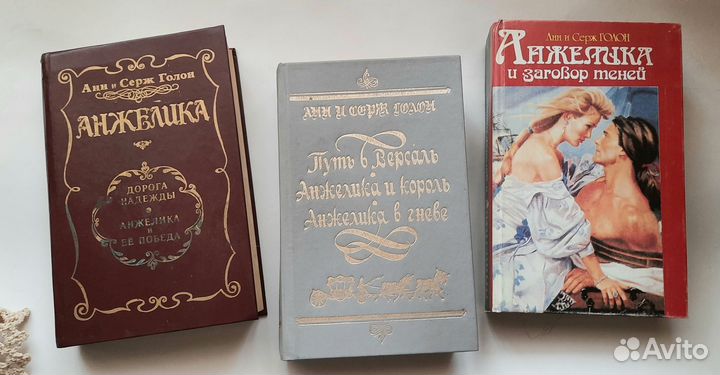 Анн и Серж Голон
АНЖЕЛИКА
ДОРОГА
НАДЕЖДЫ
АНЖЕЛИКА
И
ЕЁ ПОБЕДА
АНН И СЕРЖ ГОЛОН
Путь в Версаль
Анжелика и король
Анжелика в гневе
Анн и Серж ГОЛОН
АНЖЕЛИКА
И ЗАГОВОР ТЕНЕЙ
Avito